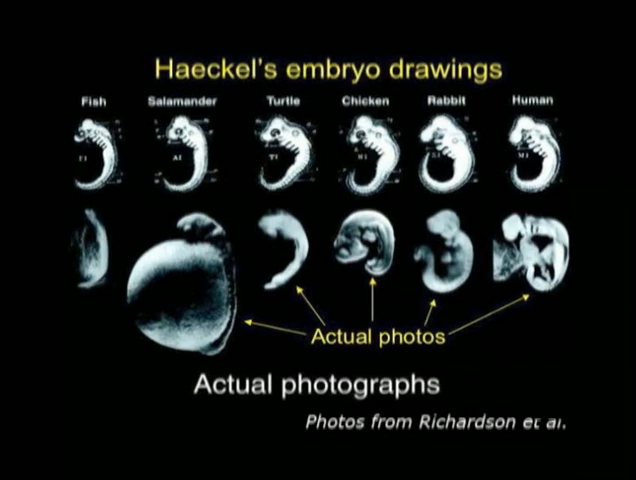 Haeckel's embryo drawings
Fish Salamander Turtle Chicken Rabbit Human
Actual photos
Actual photographs
Photos from Richardson et al.